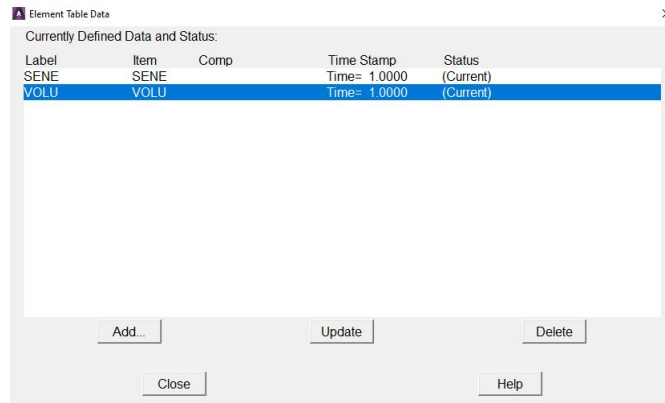 Element Table Data
Currently Defined Data and Status:
Label Item Comp Time Stamp Status
SENE SENE Time= 1.0000 (Current)
VOLU VOLU Time= 1.0000 (Current)
Add... Update Delete
Close Help